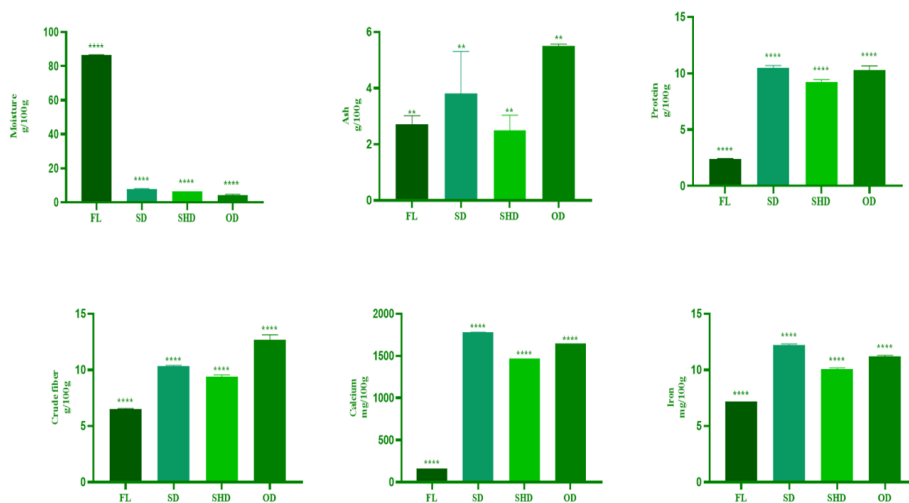 100
80
60
40
20
0
Moisture
g/100g
****
****
****
****
FL SD SHD OD
6
4
2
0
Ash
g/100g
**
**
**
**
FL SD SHD OD
15
10
5
0
Protein
g/100g
****
****
****
****
FL SD SHD OD
15
10
5
0
Crude fiber
g/100g
****
****
****
****
FL SD SHD OD
2000
1500
1000
500
0
Calcium
mg/100g
****
****
****
****
FL SD SHD OD
15
10
5
0
Iron
mg/100g
****
****
****
****
FL SD SHD OD